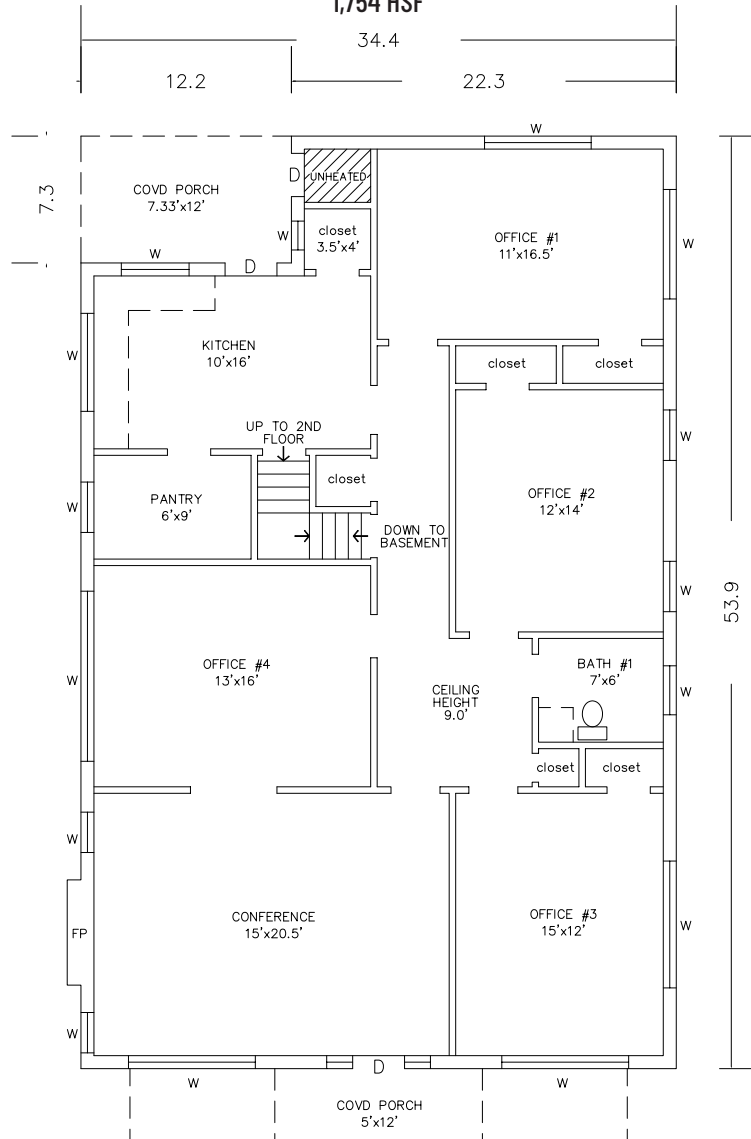 1,754 HSF
34.4
12.2
22.3
W
7.3
COVD PORCH
7.33'x12'
D
UNHEATED
closet
3.5'x4'
W
OFFICE #1
11'x16.5'
W
W
D
KITCHEN
10'x16'
W
closet
closet
UP TO 2ND
FLOOR
W
closet
PANTRY
6'x9'
W
OFFICE #2
12'x14'
DOWN TO
BASEMENT
W
53.9
OFFICE #4
13'x16'
W
CEILING
HEIGHT
9.0'
BATH #1
7'x6'
W
closet
closet
W
FP
CONFERENCE
15'x20.5'
OFFICE #3
15'x12'
W
W
W
D
W
COVD PORCH
5'x12'